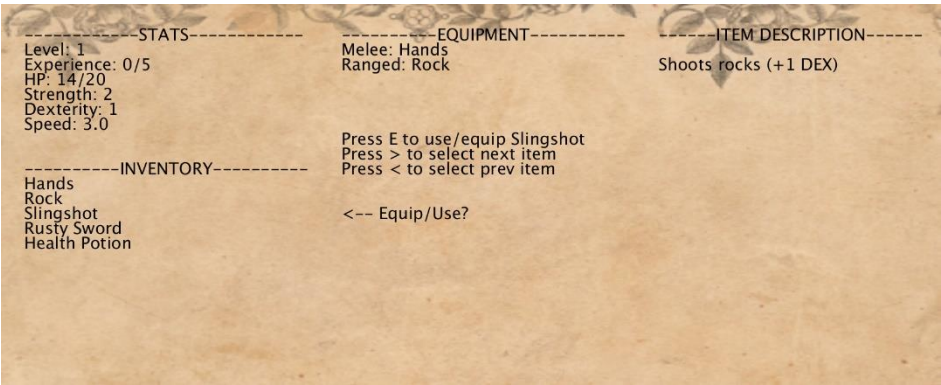 -------------STATS-------------
Level: 1
Experience: 0/5
HP: 14/20
Strength: 2
Dexterity: 1
Speed: 3.0
-----------INVENTORY-----------
Hands
Rock
Slingshot
Rusty Sword
Health Potion
-----------EQUIPMENT-----------
Melee: Hands
Ranged: Rock
Press E to use/equip Slingshot
Press > to select next item
Press < to select prev item
<-- Equip/Use?
------ITEM DESCRIPTION------
Shoots rocks (+1 DEX)